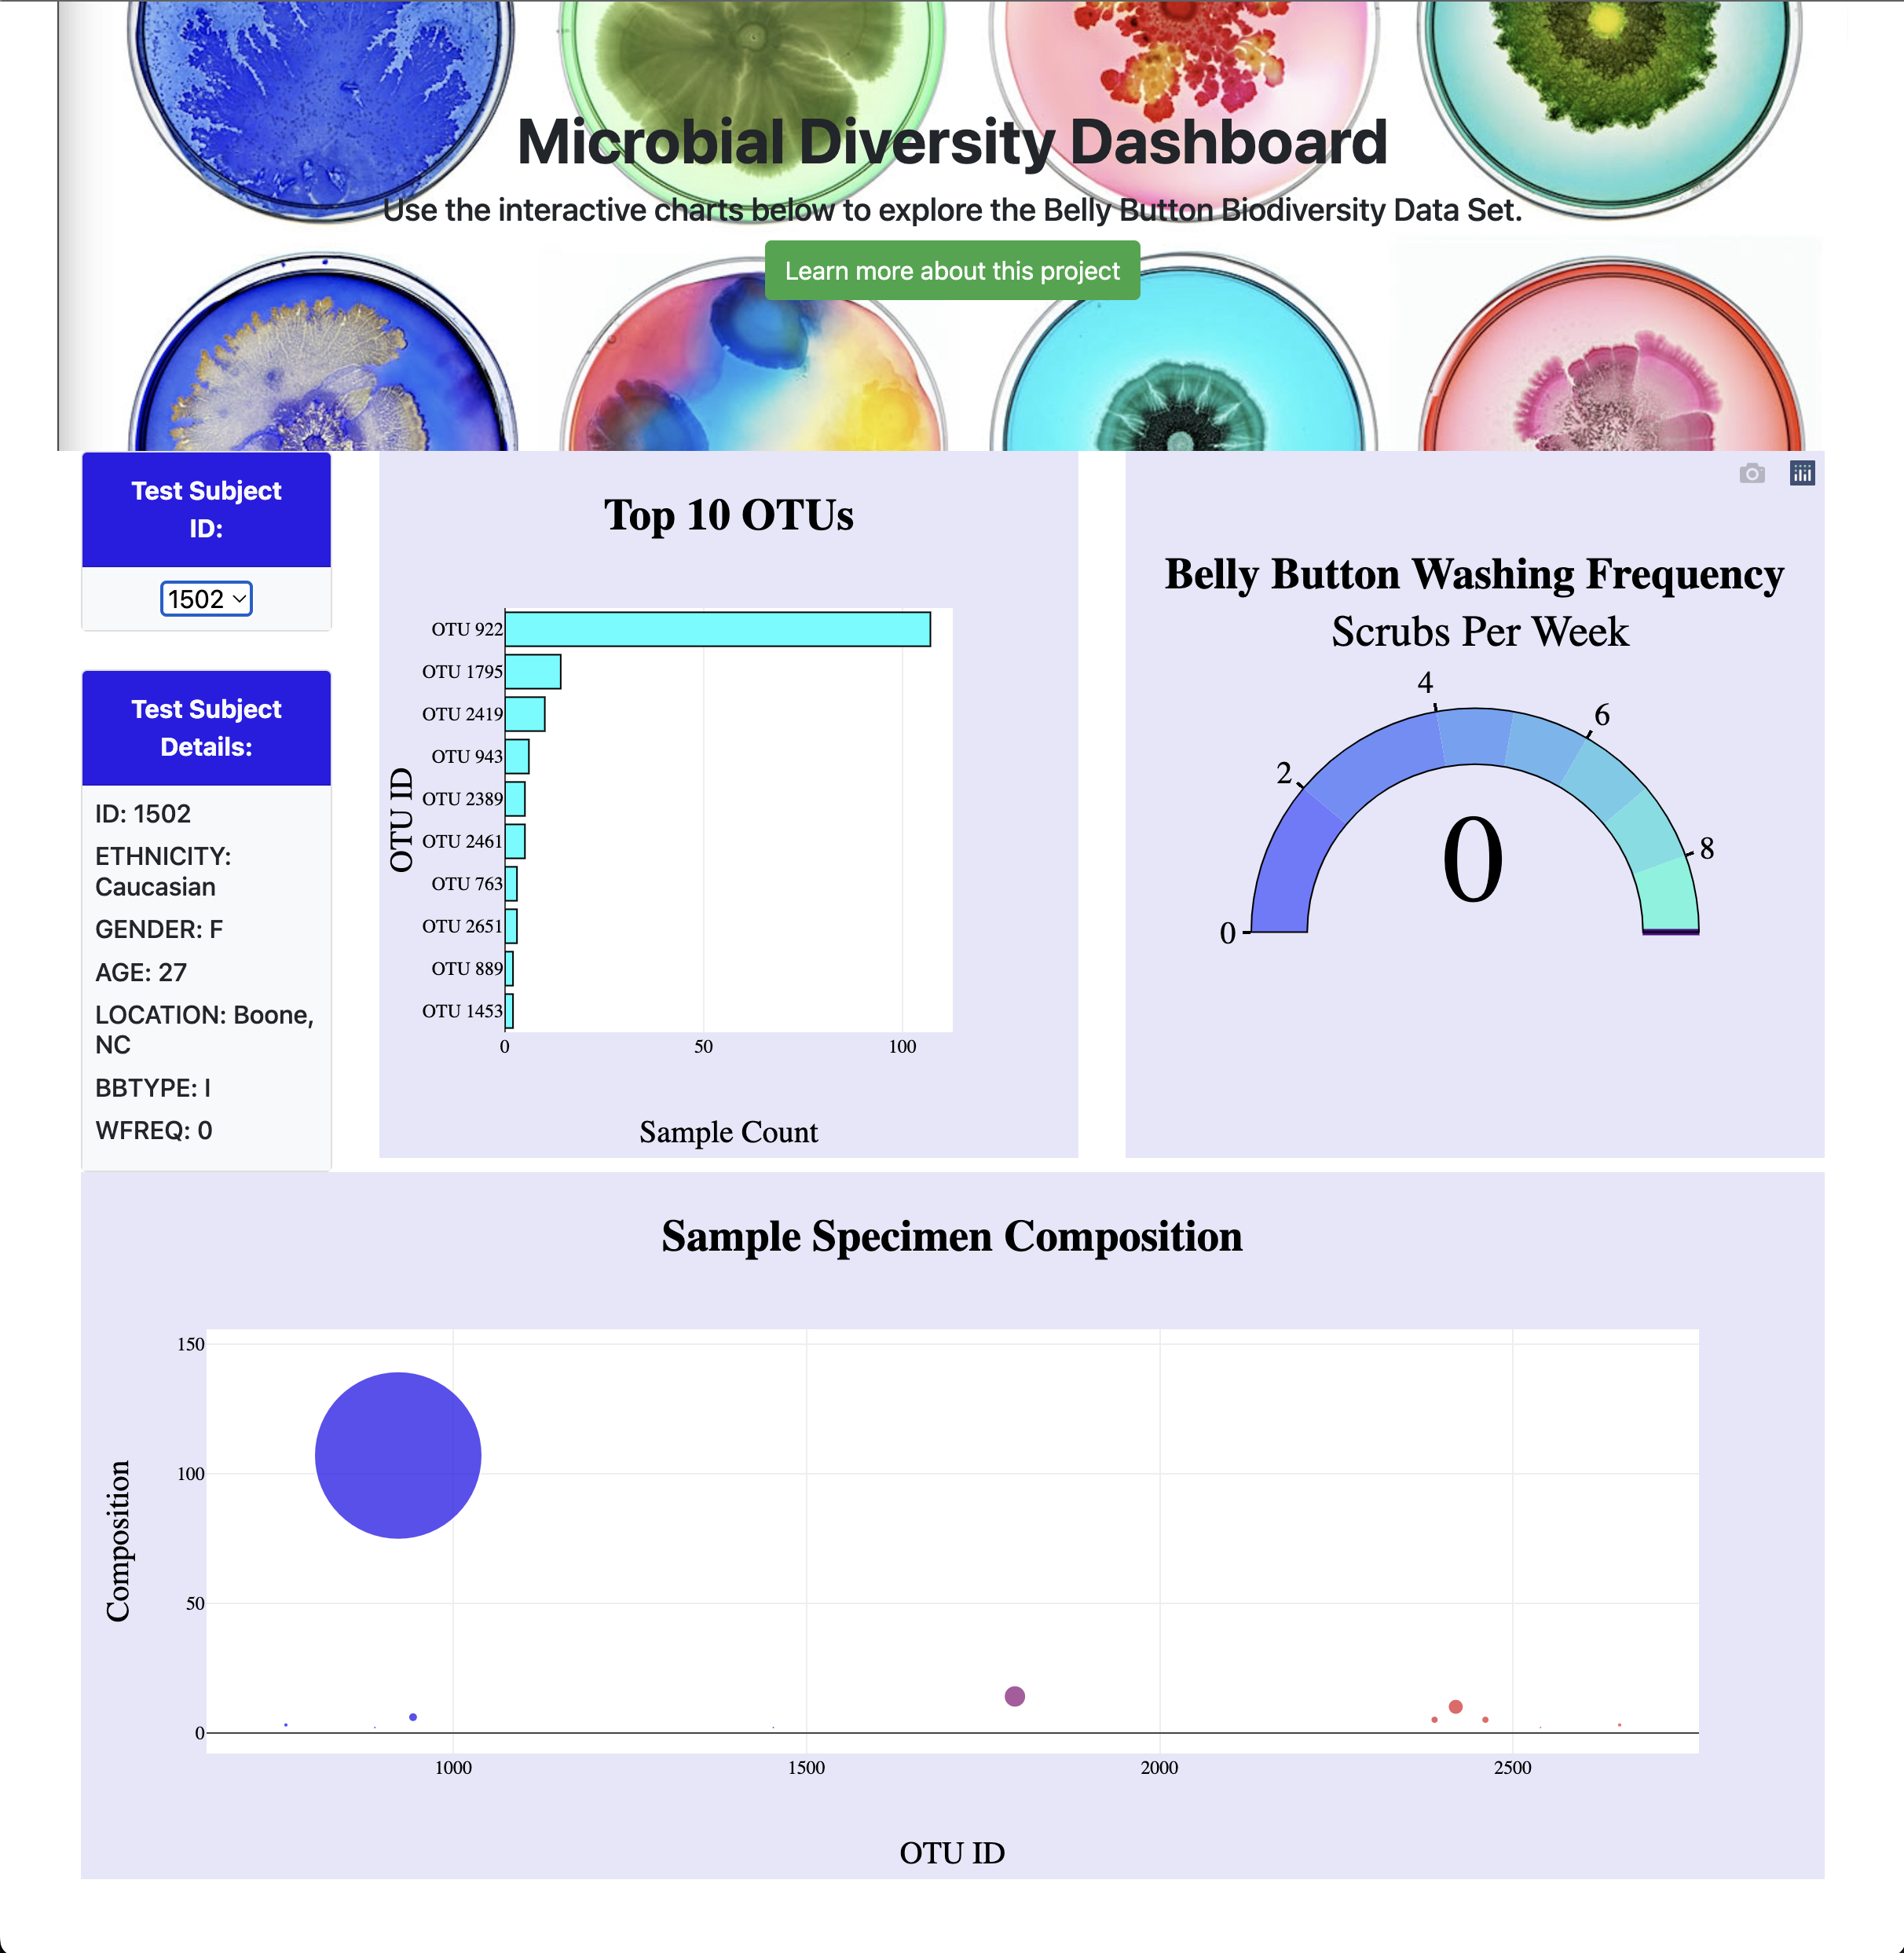 Microbial Diversity Dashboard
Use the interactive charts below to explore the Belly Button Biodiversity Data Set.
Learn more about this project
Test Subject
ID:
1502
Test Subject
Details:
ID: 1502
ETHNICITY:
Caucasian
GENDER: F
AGE: 27
LOCATION: Boone,
NC
BBTYPE: I
WFREQ: 0
Top 10 OTUs
OTU ID
OTU 922
OTU 1795
OTU 2419
OTU 943
OTU 2389
OTU 2461
OTU 763
OTU 2651
OTU 889
OTU 1453
0 50 100
Sample Count
Belly Button Washing Frequency
Scrubs Per Week
0
2
4
6
8
0
Sample Specimen Composition
Composition
150
100
50
0
1000 1500 2000 2500
OTU ID